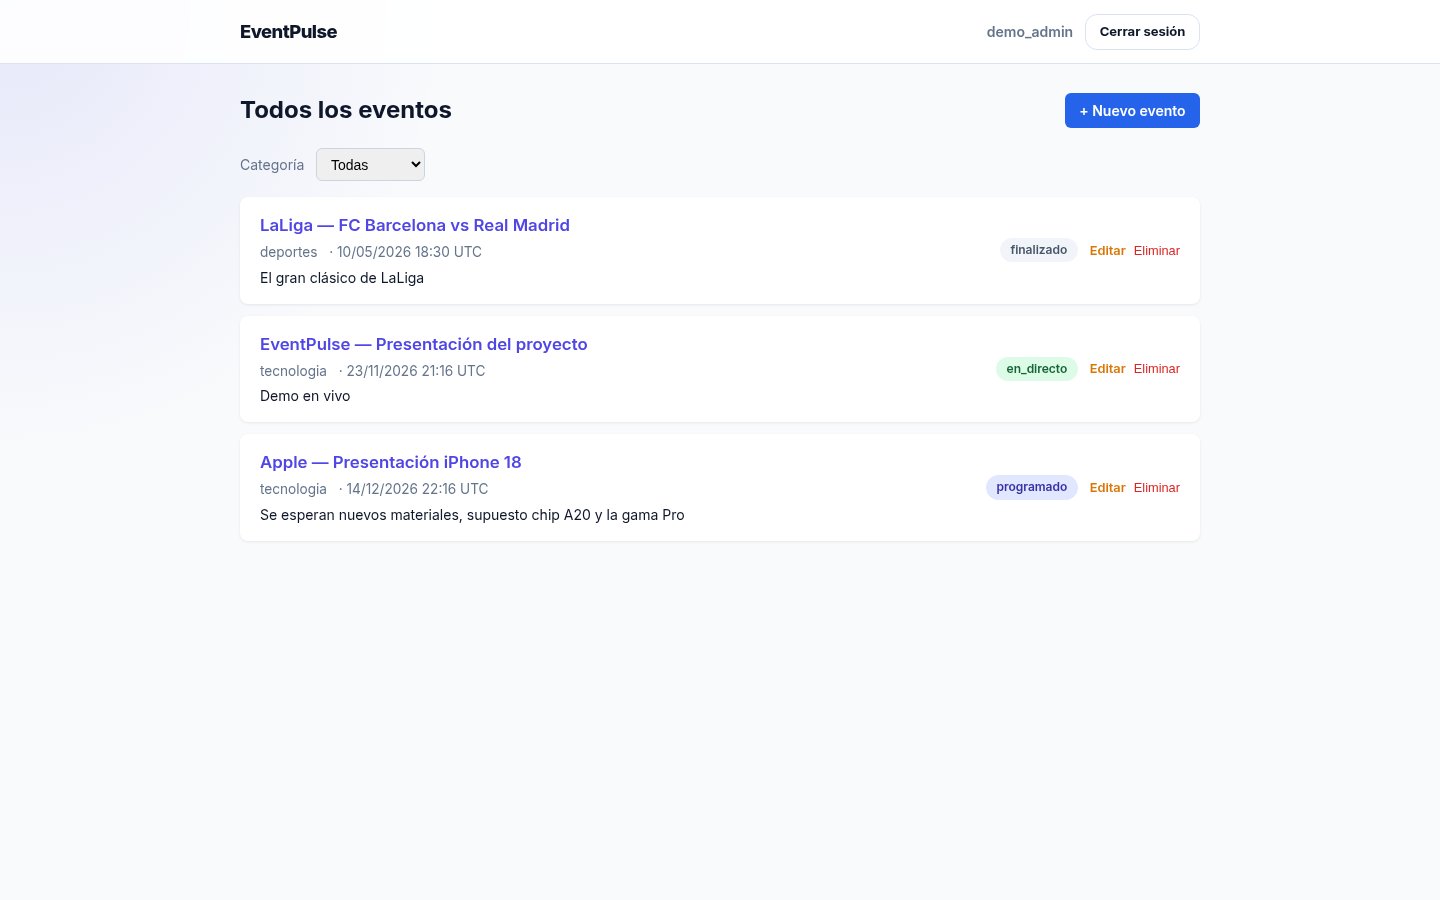 EventPulse
demo_admin
Cerrar sesión
Todos los eventos
+ Nuevo evento
Categoría
Todas
LaLiga — FC Barcelona vs Real Madrid
deportes · 10/05/2026 18:30 UTC
El gran clásico de LaLiga
finalizado
Editar Eliminar
EventPulse — Presentación del proyecto
tecnologia · 23/11/2026 21:16 UTC
Demo en vivo
en_directo
Editar Eliminar
Apple — Presentación iPhone 18
tecnologia · 14/12/2026 22:16 UTC
Se esperan nuevos materiales, supuesto chip A20 y la gama Pro
programado
Editar Eliminar